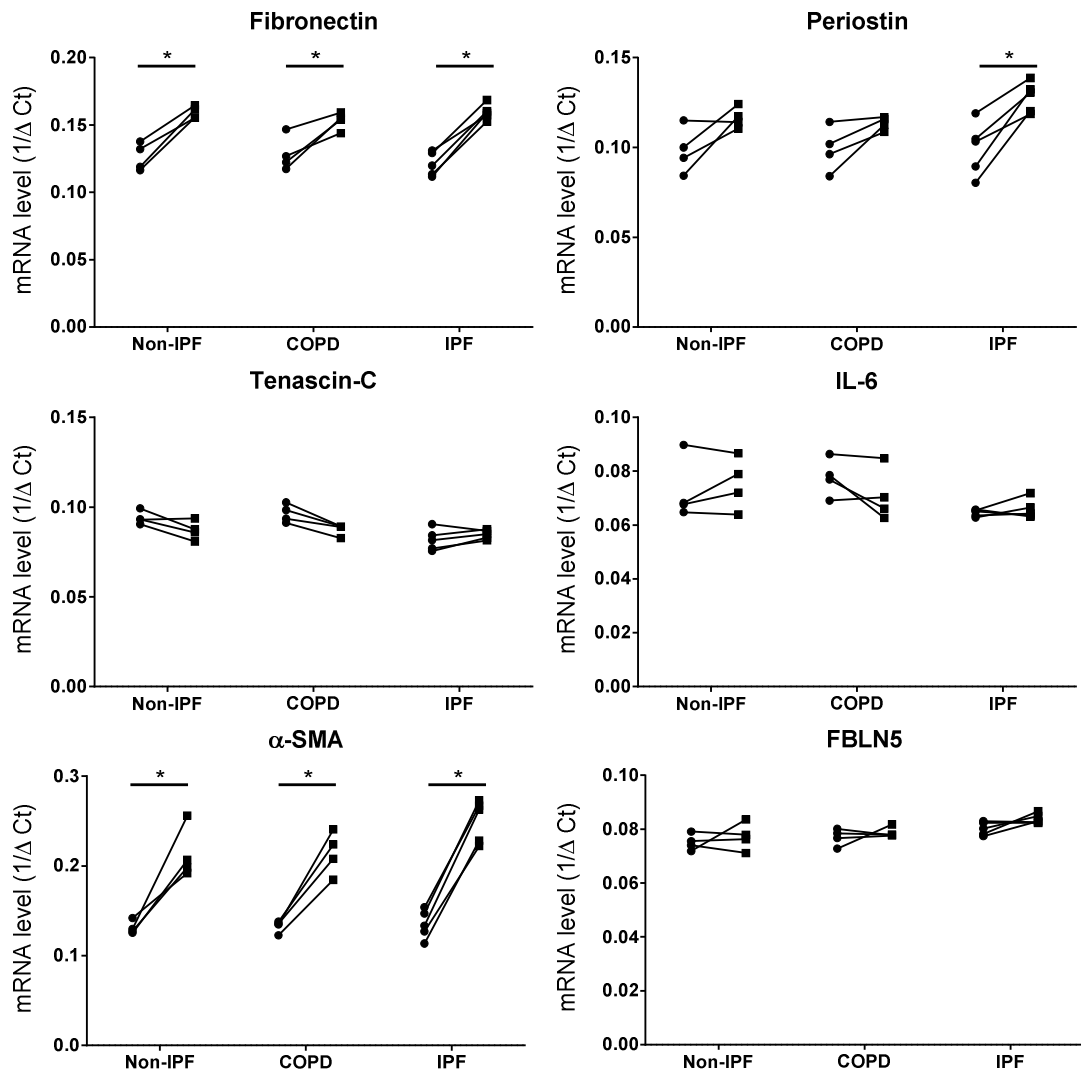 Fibronectin
mRNA level (1/Δ Ct)
0.20
0.15
0.10
0.05
0.00
* * *
Non-IPF COPD IPF
Periostin
mRNA level (1/Δ Ct)
0.15
0.10
0.05
0.00
*
Non-IPF COPD IPF
Tenascin-C
mRNA level (1/Δ Ct)
0.15
0.10
0.05
0.00
Non-IPF COPD IPF
IL-6
mRNA level (1/Δ Ct)
0.10
0.08
0.06
0.04
0.02
0.00
Non-IPF COPD IPF
α-SMA
mRNA level (1/Δ Ct)
0.3
0.2
0.1
0.0
* * *
Non-IPF COPD IPF
FBLN5
mRNA level (1/Δ Ct)
0.10
0.08
0.06
0.04
0.02
0.00
Non-IPF COPD IPF